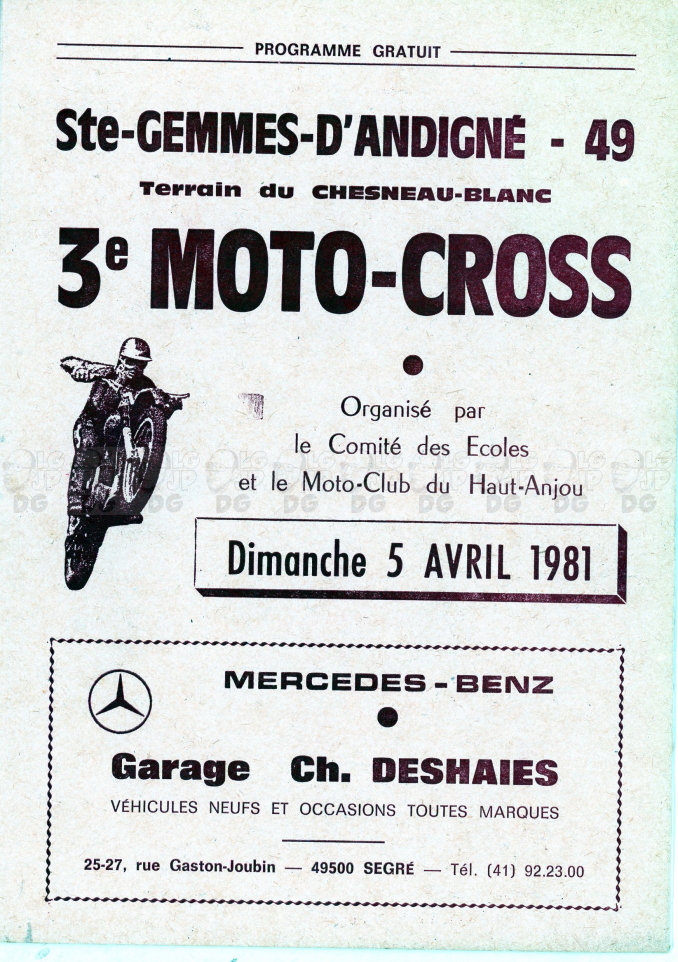 PROGRAMME GRATUIT
Ste-GEMMES-D'ANDIGNÉ - 49
Terrain du CHESNEAU-BLANC
3e MOTO-CROSS
Organisé par
le Comité des Ecoles
et le Moto-Club du Haut-Anjou
Dimanche 5 AVRIL 1981
MERCEDES-BENZ
Garage Ch. DESHAIES
VÉHICULES NEUFS ET OCCASIONS TOUTES MARQUES
25-27, rue Gaston-Joubin — 49500 SEGRÉ — Tél. (41) 92.23.00